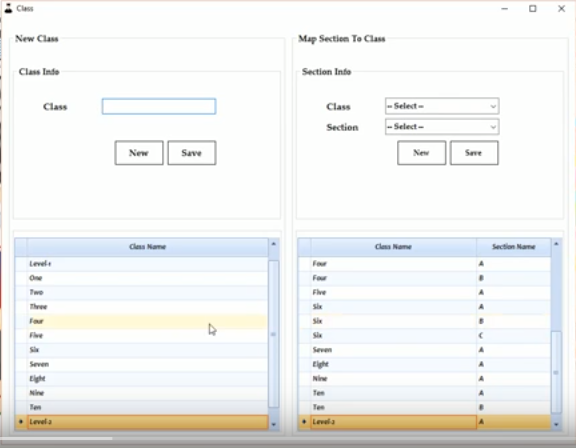 Class
New Class
Class Info
Class
New Save
Class Name
Level-1
One
Two
Three
Four
Five
Six
Seven
Eight
Nine
Ten
Level-2
Map Section To Class
Section Info
Class -- Select --
Section -- Select --
New Save
Class Name Section Name
Four A
Four B
Five A
Six A
Six B
Six C
Seven A
Eight A
Nine A
Ten A
Ten B
Level-2 A